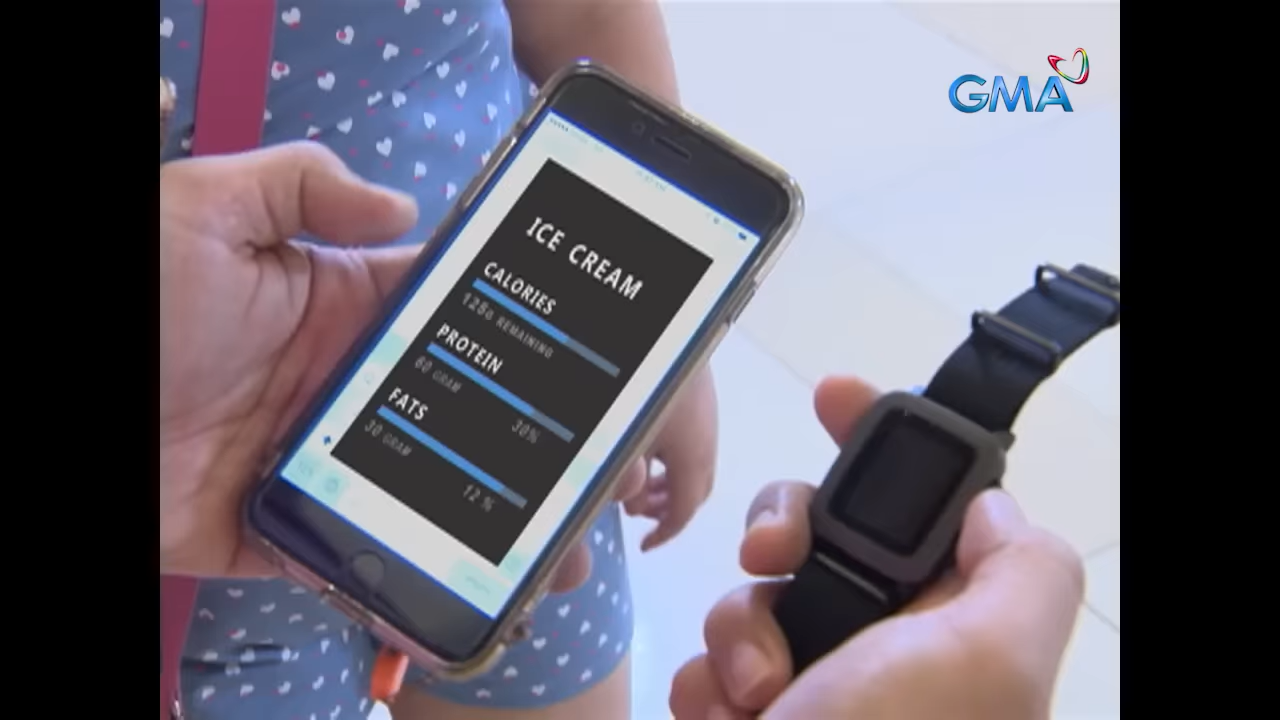 GMA
ICE CREAM
CALORIES
1250 REMAINING
PROTEIN
60 GRAM
30%
FATS
30 GRAM
12 %